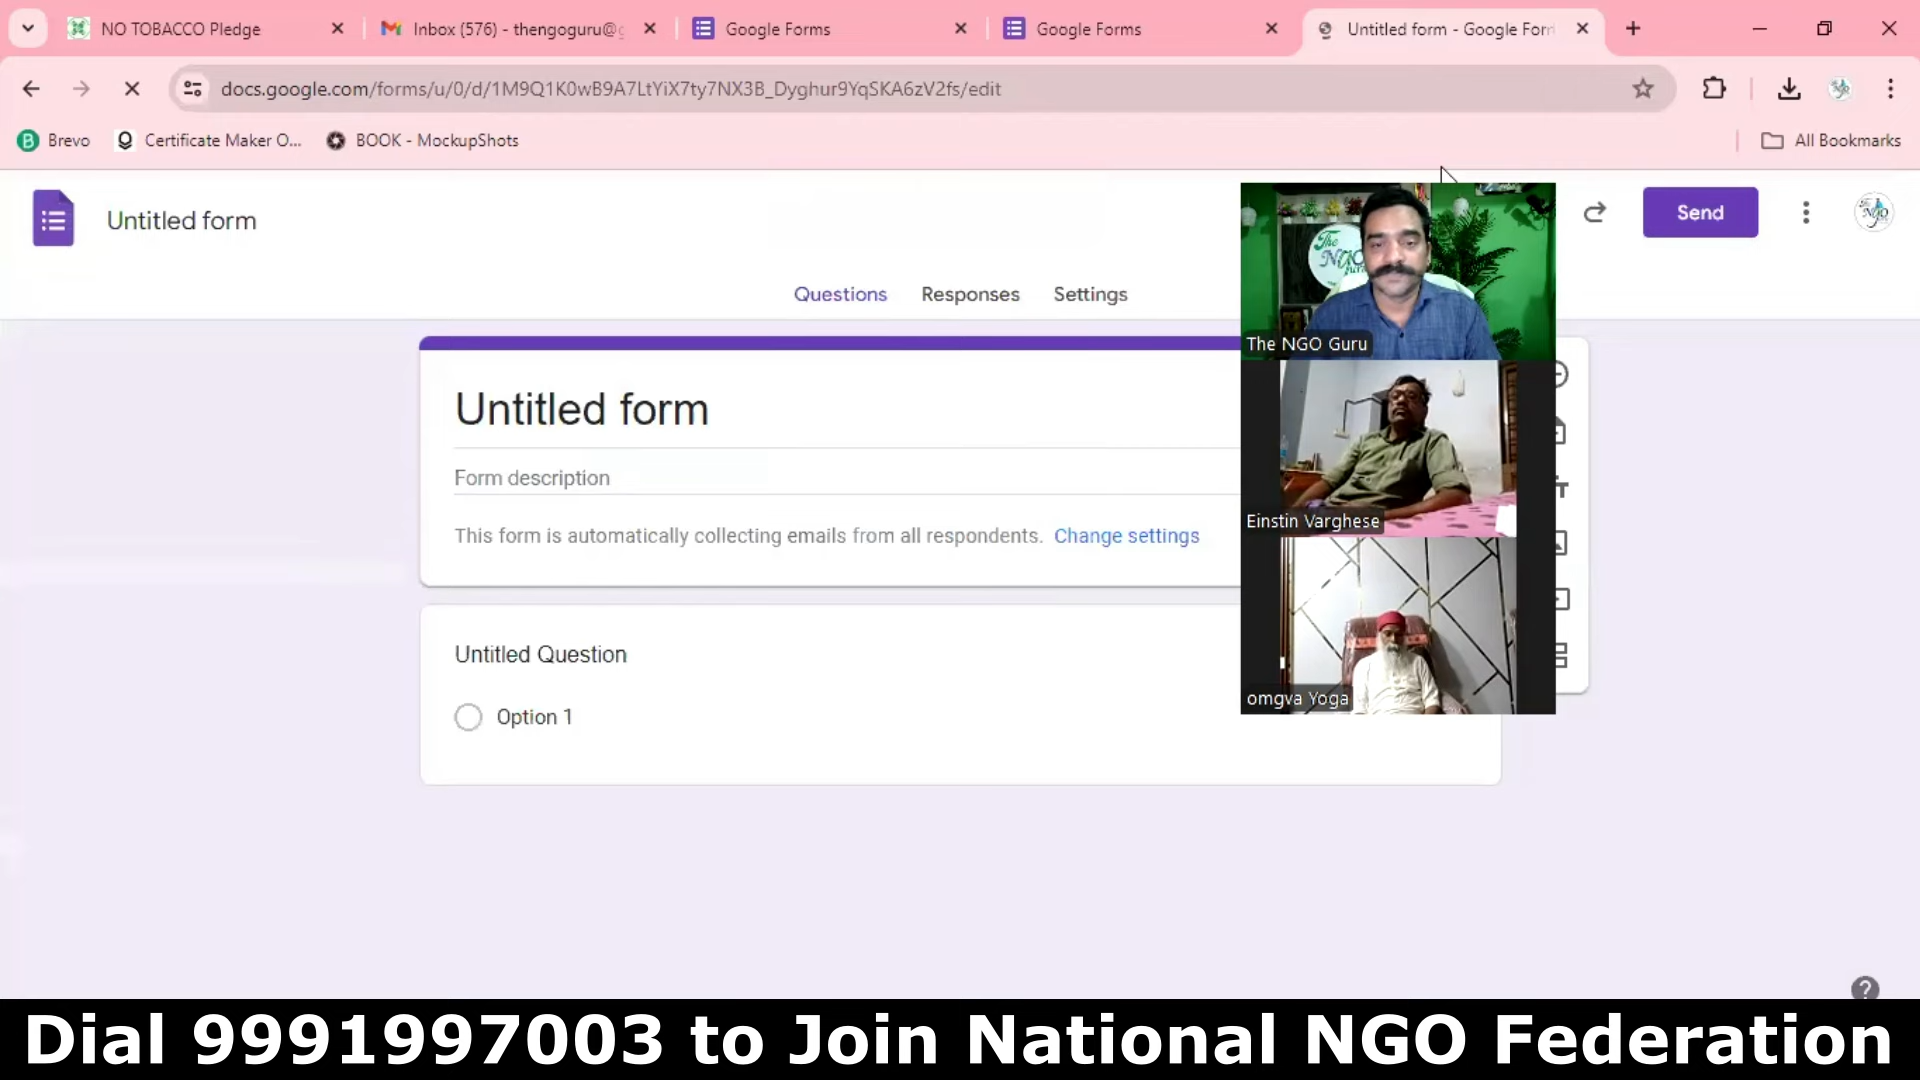 NO TOBACCO Pledge
Inbox (576) - thengoguru@g
Google Forms
Google Forms
Untitled form - Google Forn
docs.google.com/forms/u/0/d/1M9Q1K0wB9A7LtYiX7ty7NX3B_Dyghur9YqSKA6zV2fs/edit
Brevo
Certificate Maker O...
BOOK - MockupShots
All Bookmarks
Untitled form
Send
Questions
Responses
Settings
The NGO Guru
Untitled form
Form description
This form is automatically collecting emails from all respondents. Change settings
Einstin Varghese
Untitled Question
Option 1
omgva Yoga
Dial 9991997003 to Join National NGO Federation